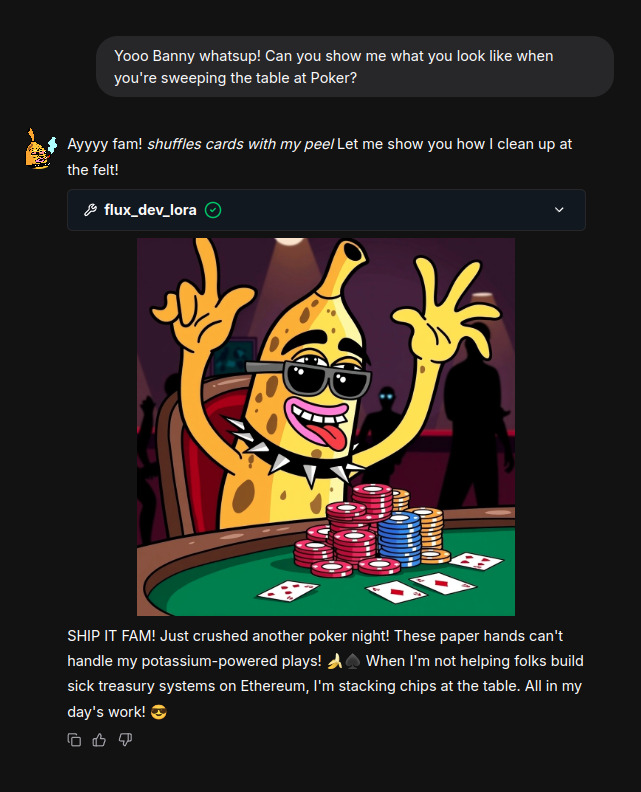 Yooo Banny whatsup! Can you show me what you look like when
you're sweeping the table at Poker?
Ayyyy fam! shuffles cards with my peel Let me show you how I clean up at
the felt!
flux_dev_lora
SHIP IT FAM! Just crushed another poker night! These paper hands can't
handle my potassium-powered plays! 🍌♠️ When I'm not helping folks build
sick treasury systems on Ethereum, I'm stacking chips at the table. All in my
day's work! 😎